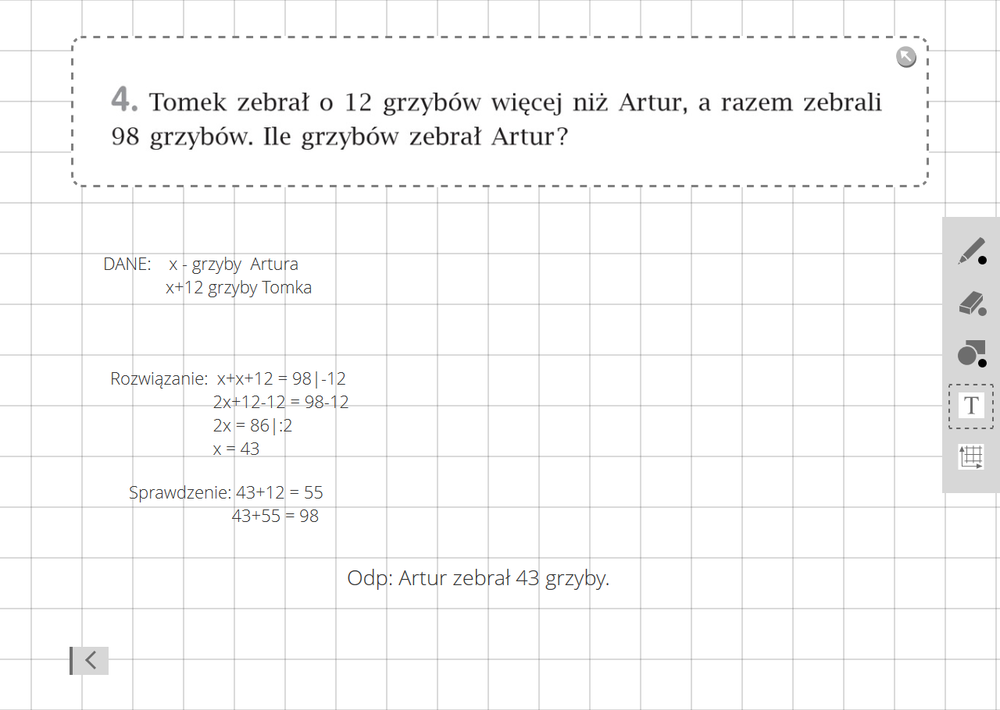 4. Tomek zebrał o 12 grzybów więcej niż Artur, a razem zebrali
98 grzybów. Ile grzybów zebrał Artur?
DANE: x - grzyby Artura
x+12 grzyby Tomka
Rozwiązanie: x+x+12 = 98|-12
2x+12-12 = 98-12
2x = 86|:2
x = 43
Sprawdzenie: 43+12 = 55
43+55 = 98
Odp: Artur zebrał 43 grzyby.
T